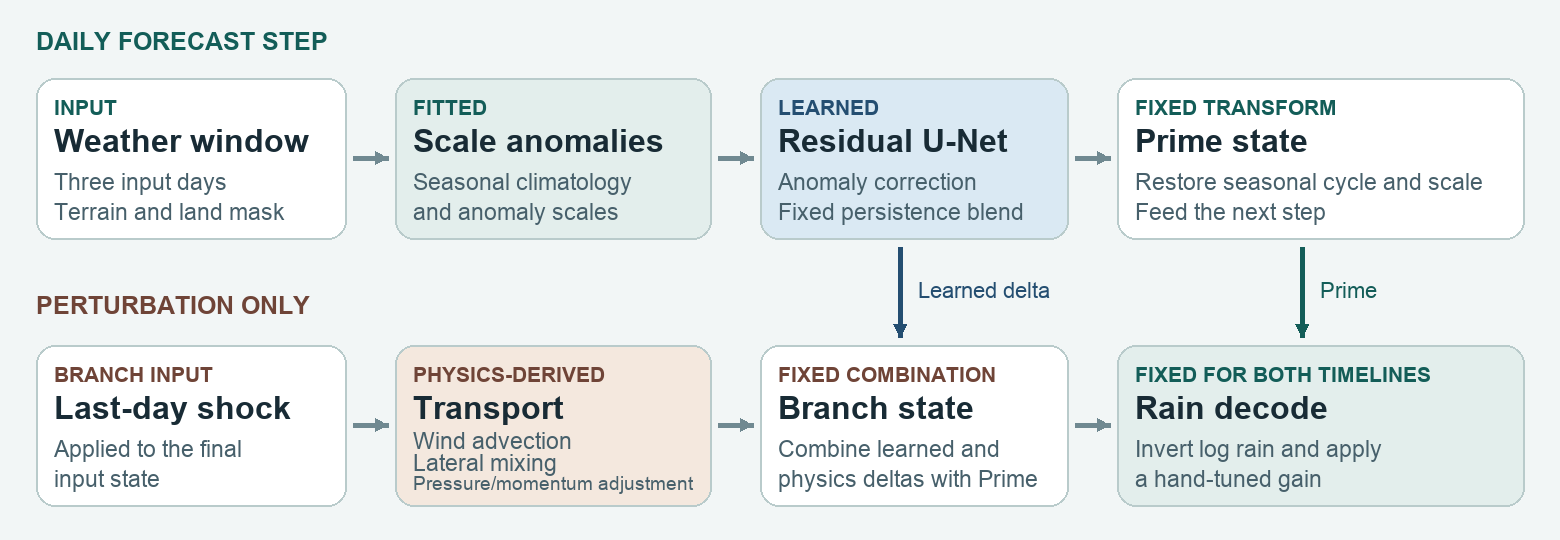 DAILY FORECAST STEP
INPUT
Weather window
Three input days
Terrain and land mask
FITTED
Scale anomalies
Seasonal climatology
and anomaly scales
LEARNED
Residual U-Net
Anomaly correction
Fixed persistence blend
FIXED TRANSFORM
Prime state
Restore seasonal cycle and scale
Feed the next step
Learned delta
Prime
PERTURBATION ONLY
BRANCH INPUT
Last-day shock
Applied to the final
input state
PHYSICS-DERIVED
Transport
Wind advection
Lateral mixing
Pressure/momentum adjustment
FIXED COMBINATION
Branch state
Combine learned and
physics deltas with Prime
FIXED FOR BOTH TIMELINES
Rain decode
Invert log rain and apply
a hand-tuned gain